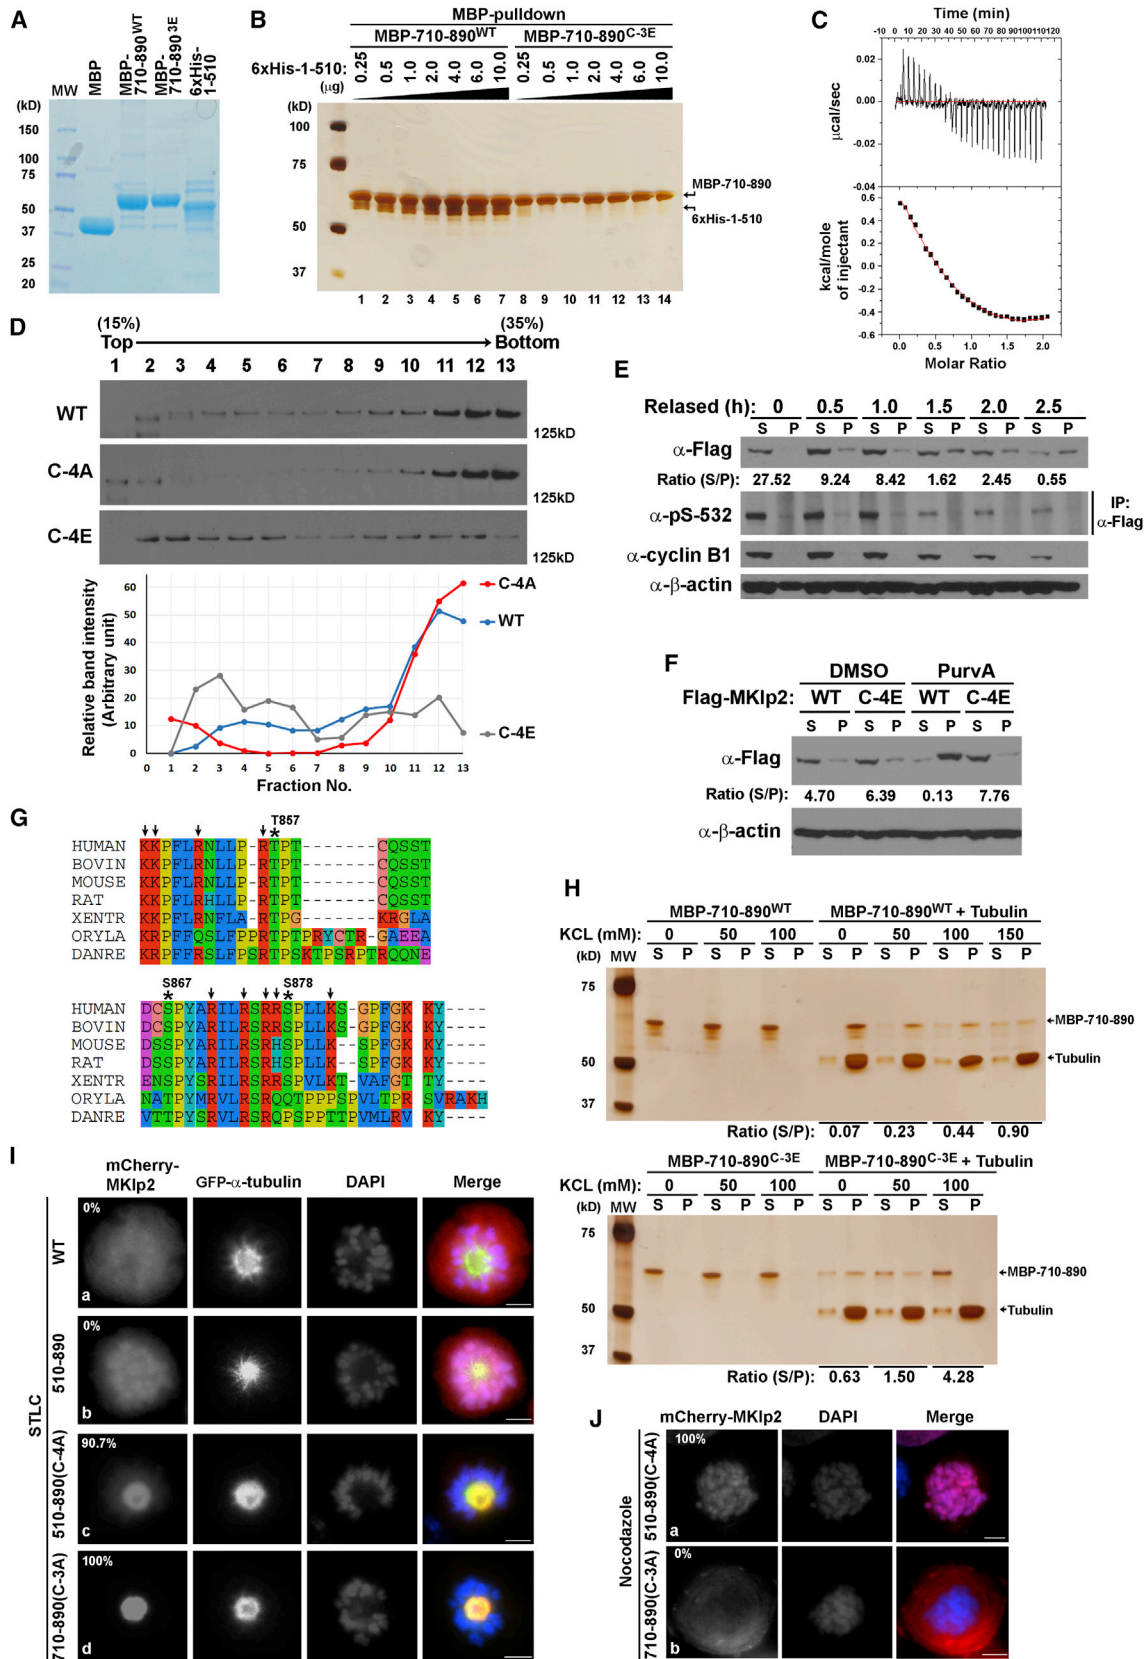 A
MW
MBP
MBP-710-890WT
MBP-710-890 3E
6xHis-1-510
(kD)
150
100
75
50
37
25
20
B
MBP-pulldown
MBP-710-890WT
MBP-710-890C-3E
6xHis-1-510:
(μg)
0.25 0.5 1.0 2.0 4.0 6.0 10.0 0.25 0.5 1.0 2.0 4.0 6.0 10.0
(kD)
100
75
50
37
MBP-710-890
6xHis-1-510
1 2 3 4 5 6 7 8 9 10 11 12 13 14
C
Time (min)
-10 0 10 20 30 40 50 60 70 80 90 100 110 120
μcal/sec
0.02
0.00
-0.02
-0.04
kcal/mole of injectant
0.6
0.4
0.2
0.0
-0.2
-0.4
-0.6
0.0 0.5 1.0 1.5 2.0
Molar Ratio
D
(15%) (35%)
Top Bottom
1 2 3 4 5 6 7 8 9 10 11 12 13
WT
125kD
C-4A
125kD
C-4E
125kD
Relative band intensity
(Arbitrary unit)
60
50
40
30
20
10
0
C-4A
WT
C-4E
0 1 2 3 4 5 6 7 8 9 10 11 12 13
Fraction No.
E
Relased (h): 0 0.5 1.0 1.5 2.0 2.5
S P S P S P S P S P S P
α-Flag
Ratio (S/P): 27.52 9.24 8.42 1.62 2.45 0.55
α-pS-532
IP: α-Flag
α-cyclin B1
α-β-actin
F
DMSO PurvA
Flag-MKlp2: WT C-4E WT C-4E
S P S P S P S P
α-Flag
Ratio (S/P): 4.70 6.39 0.13 7.76
α-β-actin
G
T857
*
HUMAN KKPFLRNLLP-RTPT-------CQSST
BOVIN KKPFLRNLLP-RTPT-------CQSST
MOUSE KKPFLRNLLP-RTPT-------CQSST
RAT KKPFLRHLLP-RTPT-------CQSST
XENTR KKPFLRNFLA-RTPG-------KRGLA
ORYLA KKPFFQSLFPPRTPTPRYCTR-GAEEA
DANRE KRPFFRSLFPSRTPSKTPSRPTRQQNE
S867 S878
* *
HUMAN DCSPYARILRSRRSPLLKS-GPFGK KY----
BOVIN DCSPYARILRSRRSPLLKS-GPFGK KY----
MOUSE DSSPYARILRSRHSPLLK--SPFGK KY----
RAT DSSPYARILRSRHSPLLK--SPFGK KY----
XENTR ENSPYSRILRSRRSPVLKT-VAFGT TY----
ORYLA NATPYMRVLRSRQQTPPPSPVLTPR SVRAKH
DANRE VTTPYSRVLRSRQPSPPTTPVMLRV KY----
H
MBP-710-890WT MBP-710-890WT + Tubulin
KCL (mM): 0 50 100 0 50 100 150
(kD) MW S P S P S P S P S P S P S P
75
50
37
MBP-710-890
Tubulin
Ratio (S/P): 0.07 0.23 0.44 0.90
MBP-710-890C-3E MBP-710-890C-3E + Tubulin
KCL (mM): 0 50 100 0 50 100
(kD) MW S P S P S P S P S P S P
75
50
37
MBP-710-890
Tubulin
Ratio (S/P): 0.63 1.50 4.28
I
mCherry-MKlp2 GFP-α-tubulin DAPI Merge
STLC
WT
0%
a
510-890
0%
b
510-890(C-4A)
90.7%
c
710-890(C-3A)
100%
d
J
mCherry-MKlp2 DAPI Merge
Nocodazole
510-890(C-4A)
100%
a
710-890(C-3A)
0%
b